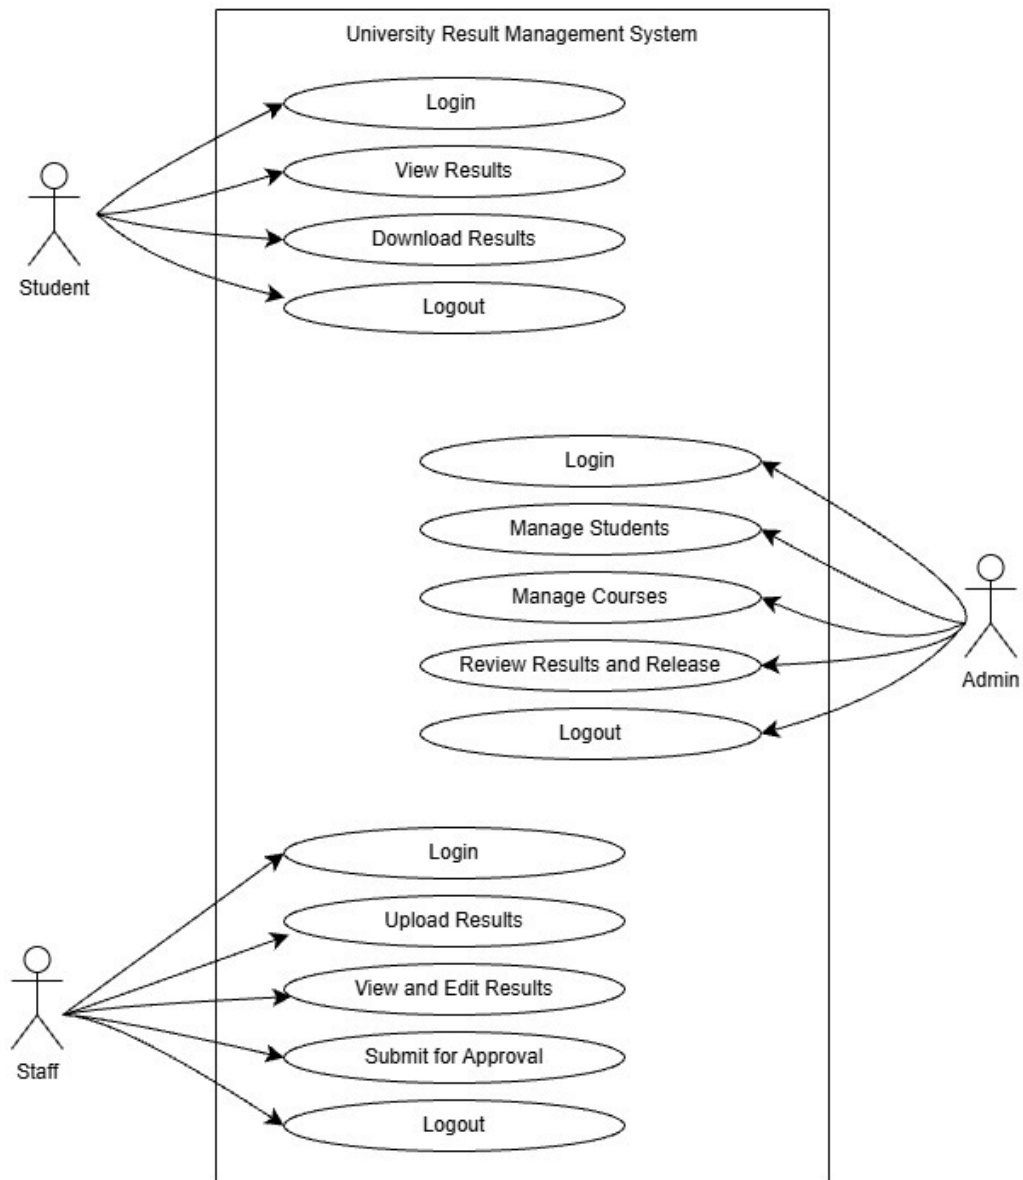 University Result Management System
Login
View Results
Download Results
Student
Logout
Login
Manage Students
Manage Courses
Review Results and Release
Admin
Logout
Login
Upload Results
View and Edit Results
Submit for Approval
Staff
Logout